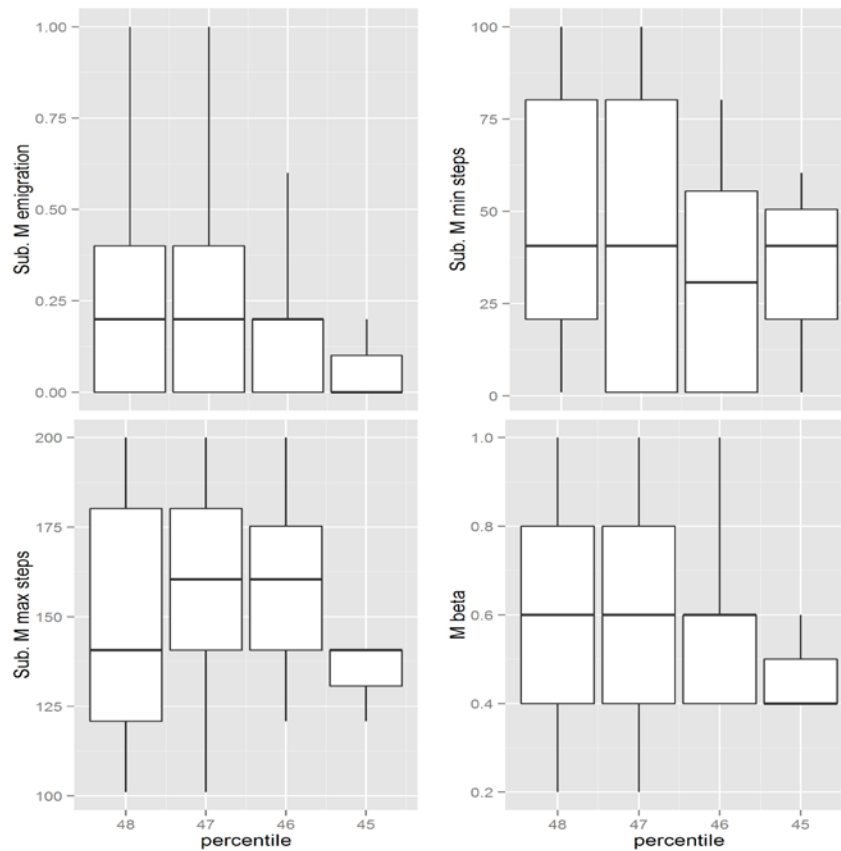 1.00
0.75
0.50
0.25
0.00
Sub. M emigration
100
75
50
25
0
Sub. M min steps
200
175
150
125
100
Sub. M max steps
48 47 46 45
percentile
1.0
0.8
0.6
0.4
0.2
M beta
48 47 46 45
percentile